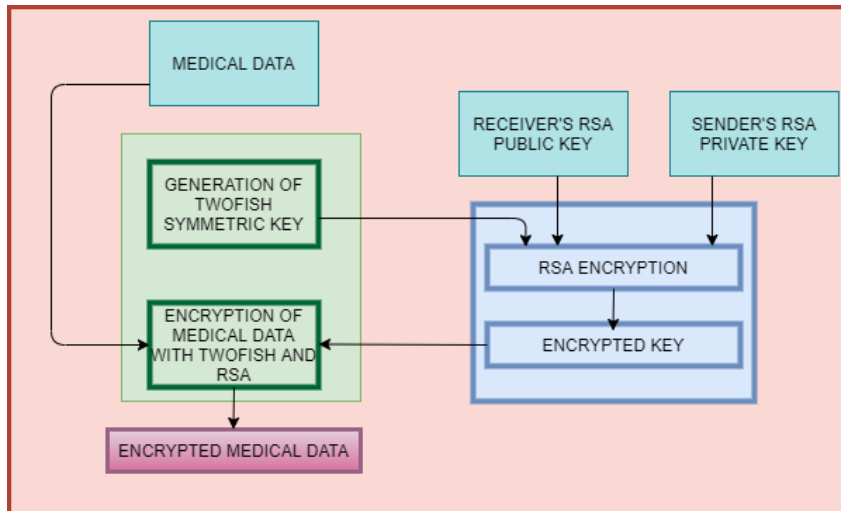 MEDICAL DATA
RECEIVER'S RSA
PUBLIC KEY
SENDER'S RSA
PRIVATE KEY
GENERATION OF
TWOFISH
SYMMETRIC KEY
RSA ENCRYPTION
ENCRYPTION OF
MEDICAL DATA
WITH TWOFISH AND
RSA
ENCRYPTED KEY
ENCRYPTED MEDICAL DATA